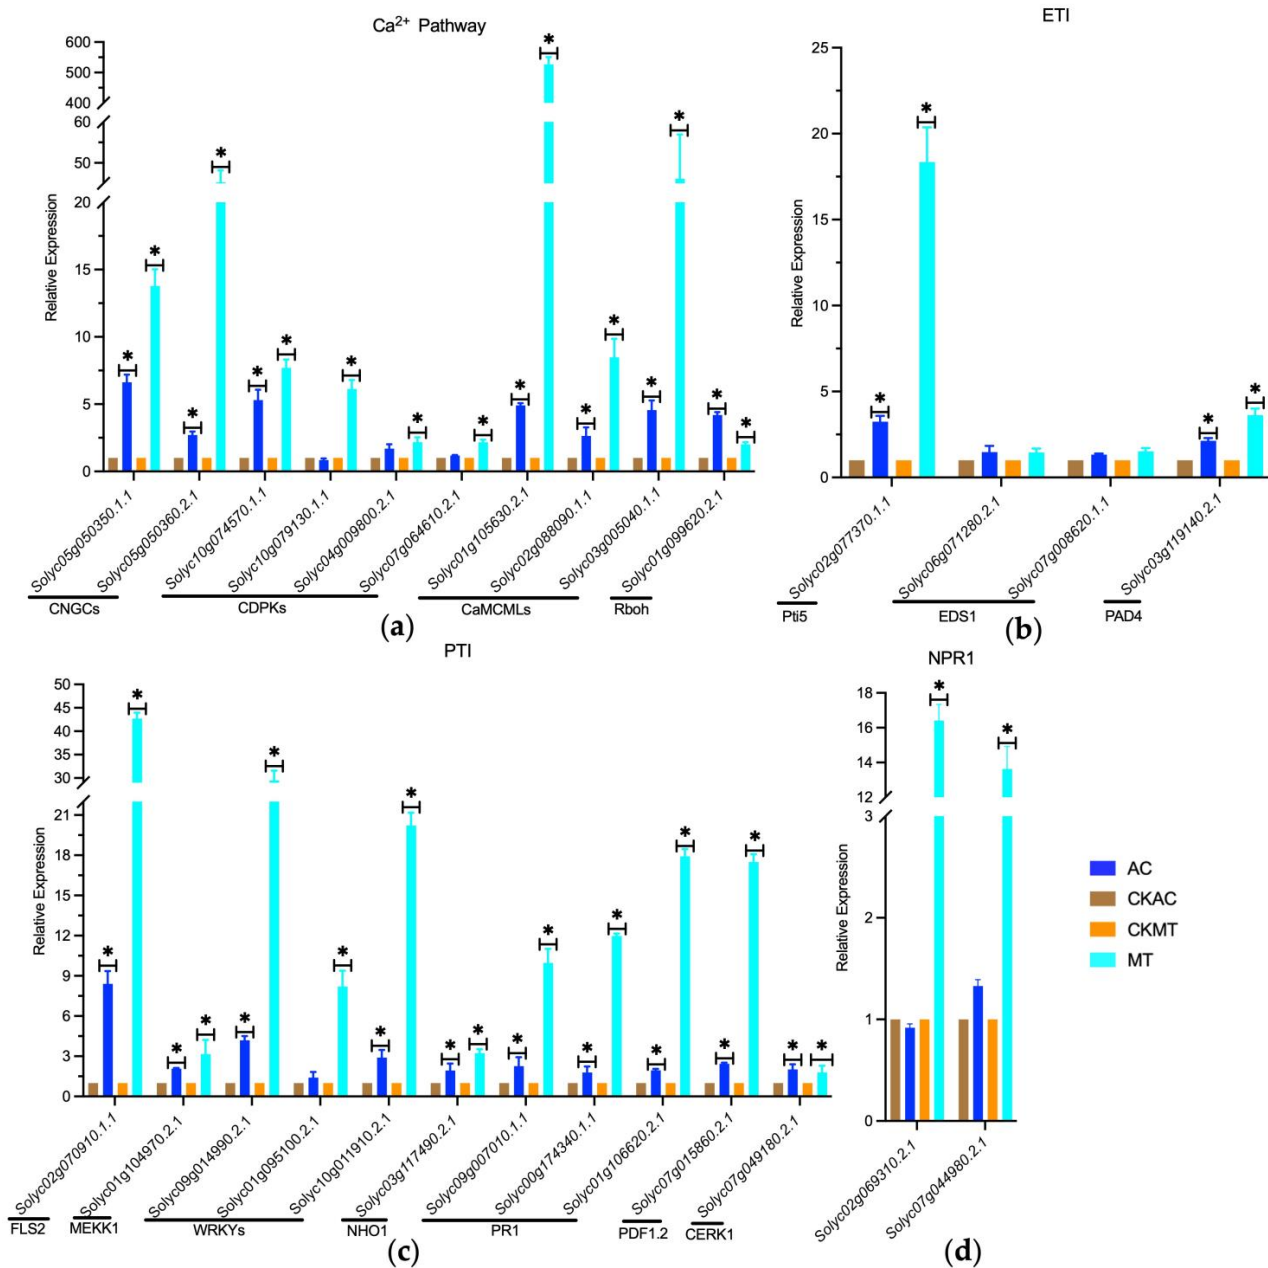 Ca2+ Pathway
Relative Expression
600
500
400
60
50
20
15
10
5
0
* * * * * * * * * * * * * * * * *
Solyc05g050350.1.1
Solyc05g050360.2.1
Solyc10g074570.1.1
Solyc10g079130.1.1
Solyc04g009800.2.1
Solyc07g064610.2.1
Solyc01g105630.2.1
Solyc02g088090.1.1
Solyc03g005040.1.1
Solyc01g099620.2.1
CNGCs
CDPKs
CaMCMLs
Rboh
(a)
ETI
Relative Expression
25
20
15
10
5
0
* * * *
Solyc02g077370.1.1
Solyc06g071280.2.1
Solyc07g008620.1.1
Solyc03g119140.2.1
Pti5
EDS1
PAD4
(b)
PTI
Relative Expression
50
45
40
35
30
21
18
15
12
9
6
3
0
* * * * * * * * * * * * * * * * * * * * *
Solyc02g070910.1.1
Solyc01g104970.2.1
Solyc09g014990.2.1
Solyc01g095100.2.1
Solyc10g011910.2.1
Solyc03g117490.2.1
Solyc09g007010.1.1
Solyc00g174340.1.1
Solyc01g106620.2.1
Solyc07g015860.2.1
Solyc07g049180.2.1
FLS2
MEKK1
WRKYs
NHO1
PR1
PDF1.2
CERK1
(c)
NPR1
Relative Expression
18
16
14
12
3
2
1
0
* *
Solyc02g069310.2.1
Solyc07g044980.2.1
(d)
AC
CKAC
CKMT
MT